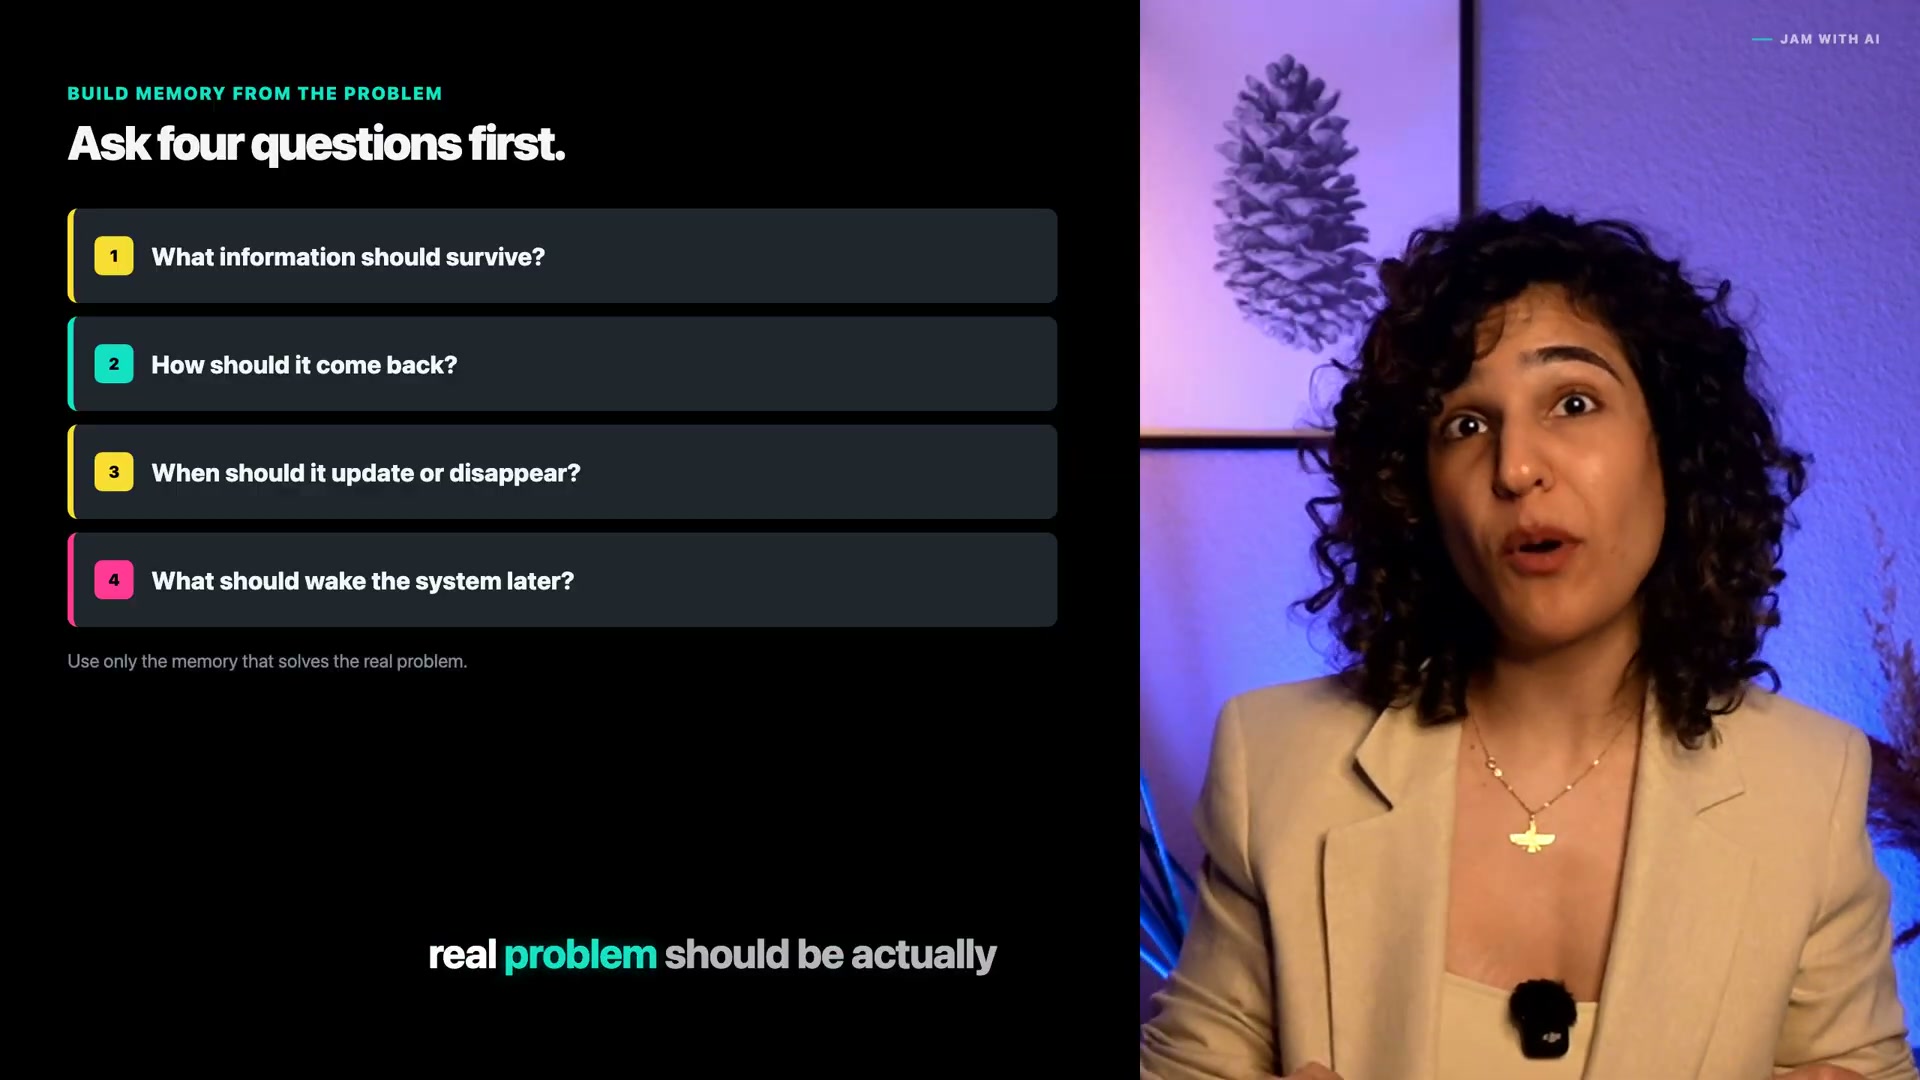 JAM WITH AI
BUILD MEMORY FROM THE PROBLEM
Ask four questions first.
1 What information should survive?
2 How should it come back?
3 When should it update or disappear?
4 What should wake the system later?
Use only the memory that solves the real problem.
real problem should be actually
dji